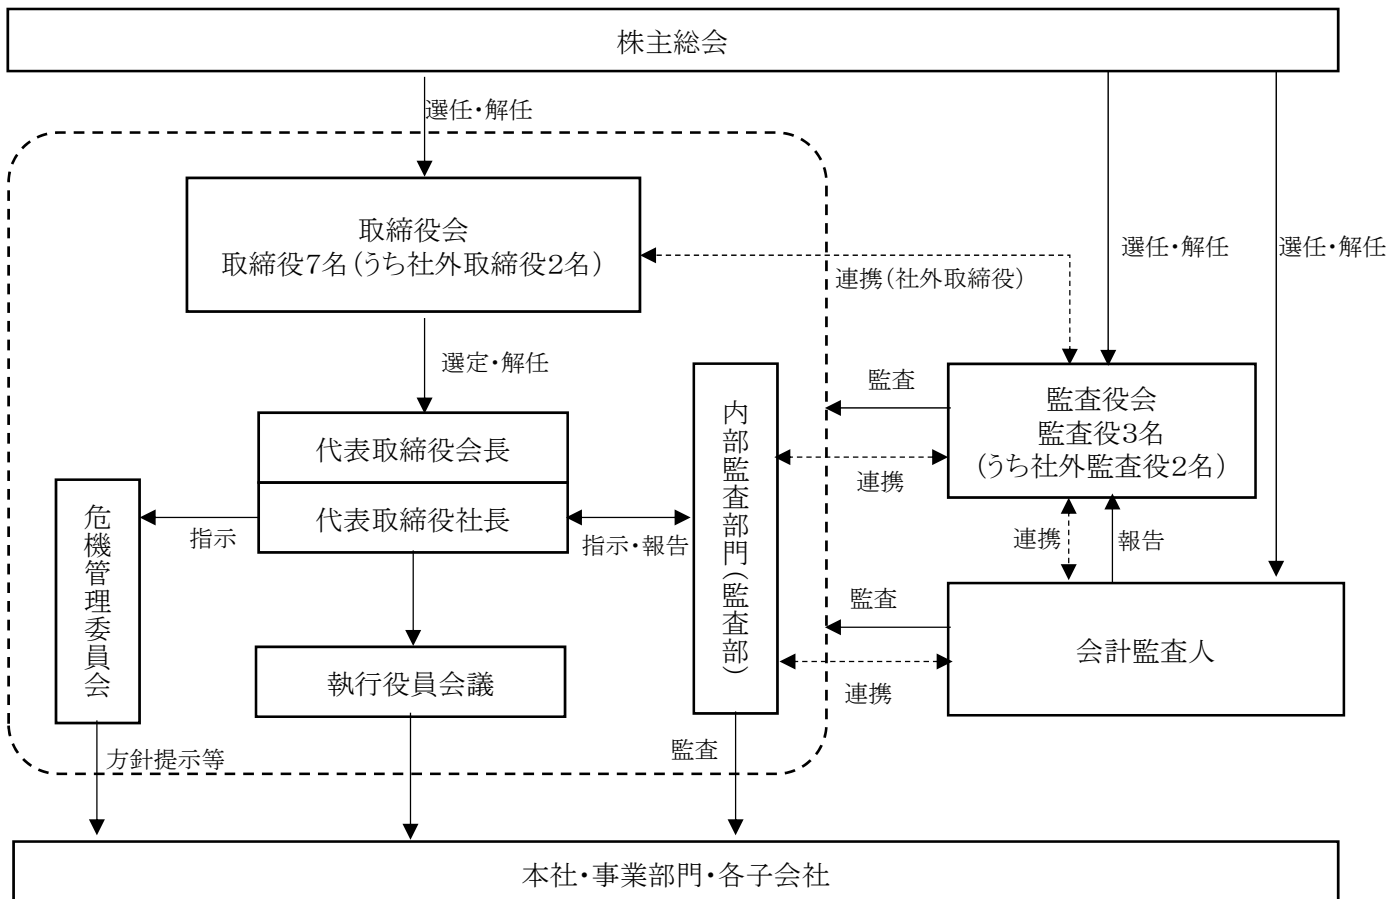 株主総会
選任・解任
取締役会
取締役7名(うち社外取締役2名)
連携(社外取締役)
選任・解任
選任・解任
選定・解任
代表取締役会長
代表取締役社長
内部監査部門(監査部)
監査
監査役会
監査役3名
(うち社外監査役2名)
連携
危機管理委員会
指示
指示・報告
連携
報告
監査
会計監査人
連携
執行役員会議
方針提示等
監査
本社・事業部門・各子会社